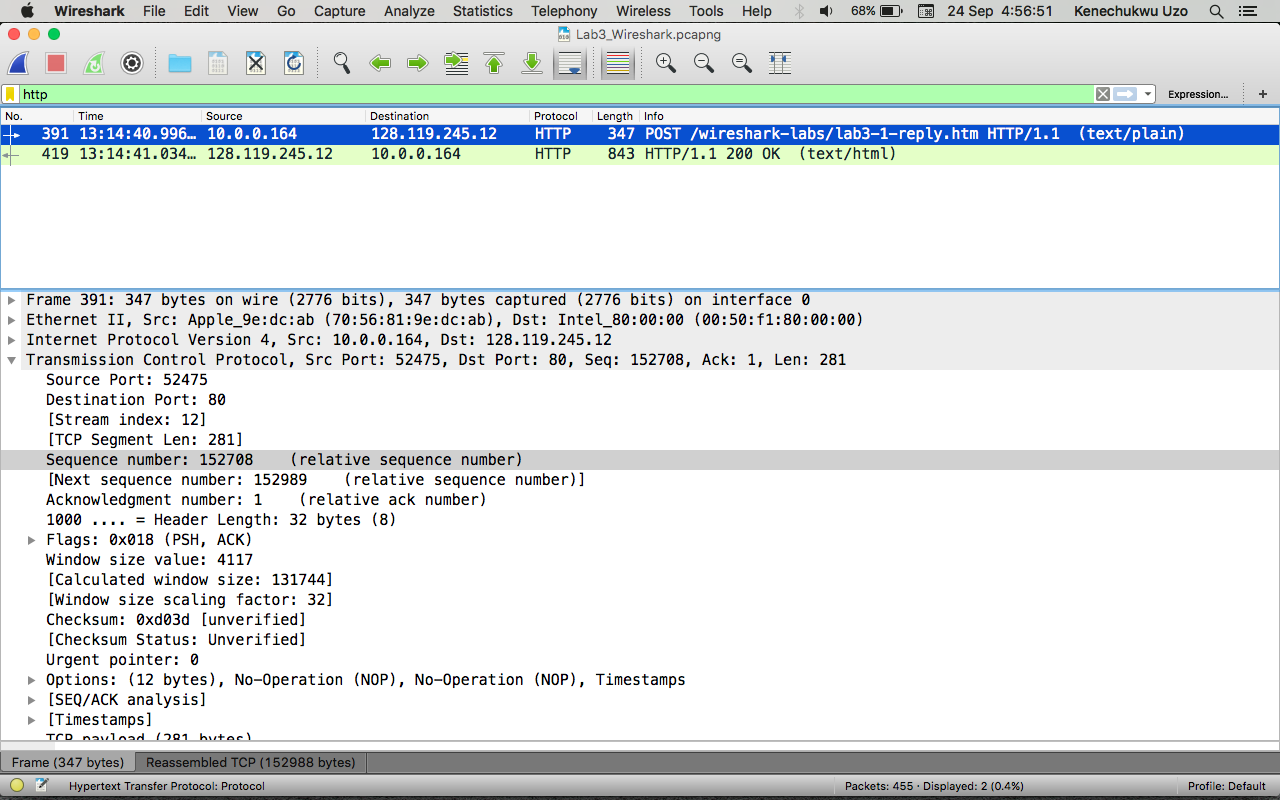 Wireshark File Edit View Go Capture Analyze Statistics Telephony Wireless Tools Help 68% 24 Sep 4:56:51 Kenechukwu Uzo
Lab3_Wireshark.pcapng
http Expression... +
No. Time Source Destination Protocol Length Info
391 13:14:40.996… 10.0.0.164 128.119.245.12 HTTP 347 POST /wireshark-labs/lab3-1-reply.htm HTTP/1.1 (text/plain)
419 13:14:41.034… 128.119.245.12 10.0.0.164 HTTP 843 HTTP/1.1 200 OK (text/html)
Frame 391: 347 bytes on wire (2776 bits), 347 bytes captured (2776 bits) on interface 0
Ethernet II, Src: Apple_9e:dc:ab (70:56:81:9e:dc:ab), Dst: Intel_80:00:00 (00:50:f1:80:00:00)
Internet Protocol Version 4, Src: 10.0.0.164, Dst: 128.119.245.12
Transmission Control Protocol, Src Port: 52475, Dst Port: 80, Seq: 152708, Ack: 1, Len: 281
Source Port: 52475
Destination Port: 80
[Stream index: 12]
[TCP Segment Len: 281]
Sequence number: 152708 (relative sequence number)
[Next sequence number: 152989 (relative sequence number)]
Acknowledgment number: 1 (relative ack number)
1000 .... = Header Length: 32 bytes (8)
Flags: 0x018 (PSH, ACK)
Window size value: 4117
[Calculated window size: 131744]
[Window size scaling factor: 32]
Checksum: 0xd03d [unverified]
[Checksum Status: Unverified]
Urgent pointer: 0
Options: (12 bytes), No-Operation (NOP), No-Operation (NOP), Timestamps
[SEQ/ACK analysis]
[Timestamps]
TCP payload (281 bytes)
Frame (347 bytes) Reassembled TCP (152988 bytes)
Hypertext Transfer Protocol: Protocol Packets: 455 · Displayed: 2 (0.4%) Profile: Default